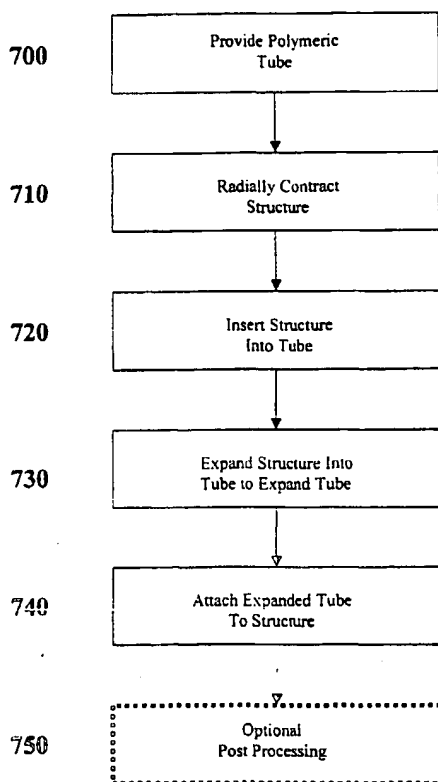 700
Provide Polymeric
Tube
710
Radially Contract
Structure
720
Insert Structure
Into Tube
730
Expand Structure Into
Tube to Expand Tube
740
Attach Expanded Tube
To Structure
750
Optional
Post Processing